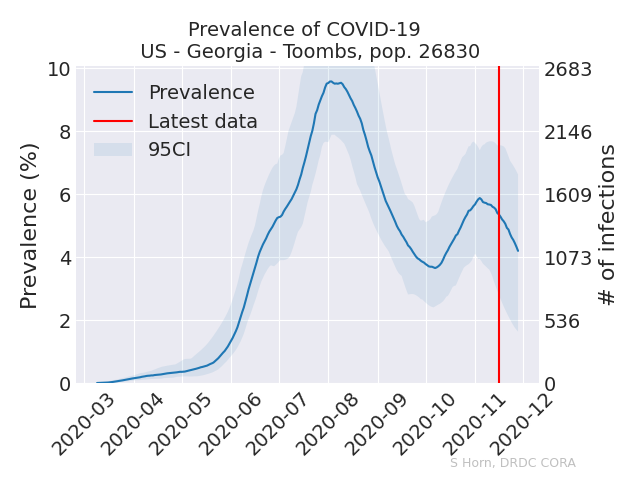 Prevalence of COVID-19
US - Georgia - Toombs, pop. 26830
Prevalence
Latest data
95CI
Prevalence (%)
10
8
6
4
2
0
2683
2146
1609
1073
536
0
# of infections
2020-03
2020-04
2020-05
2020-06
2020-07
2020-08
2020-09
2020-10
2020-11
2020-12
S Horn, DRDC CORA